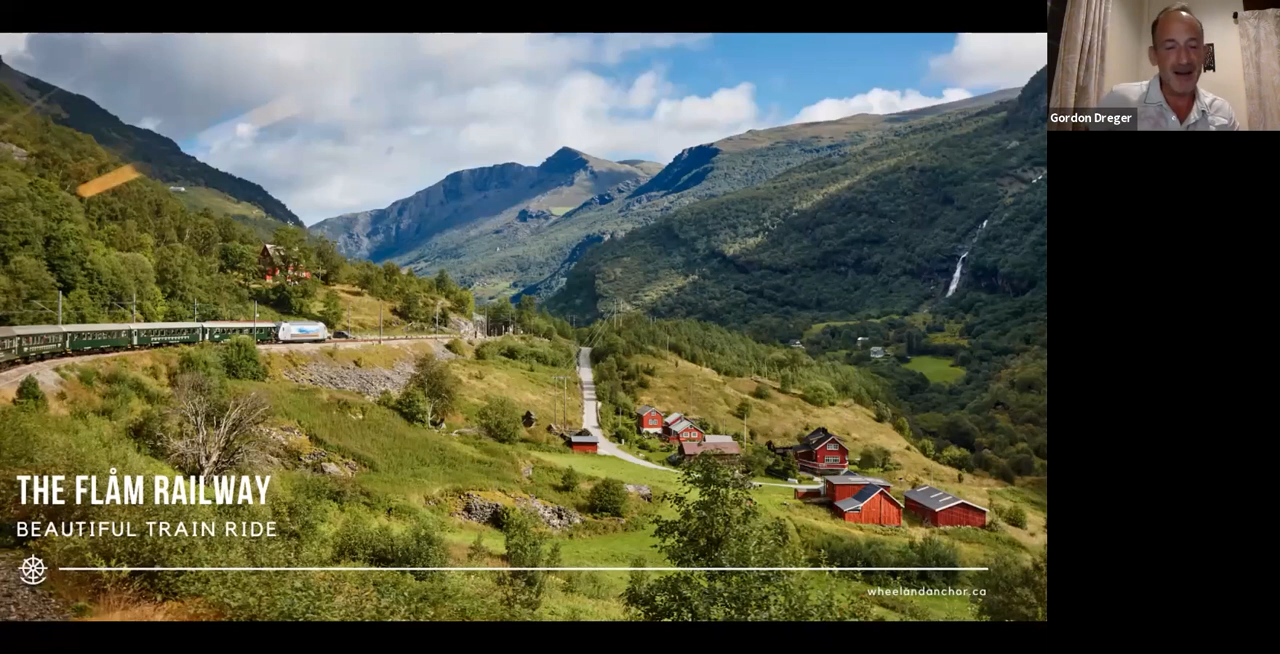 Gordon Dreger
THE FLÅM RAILWAY
BEAUTIFUL TRAIN RIDE
wheelandanchor.ca